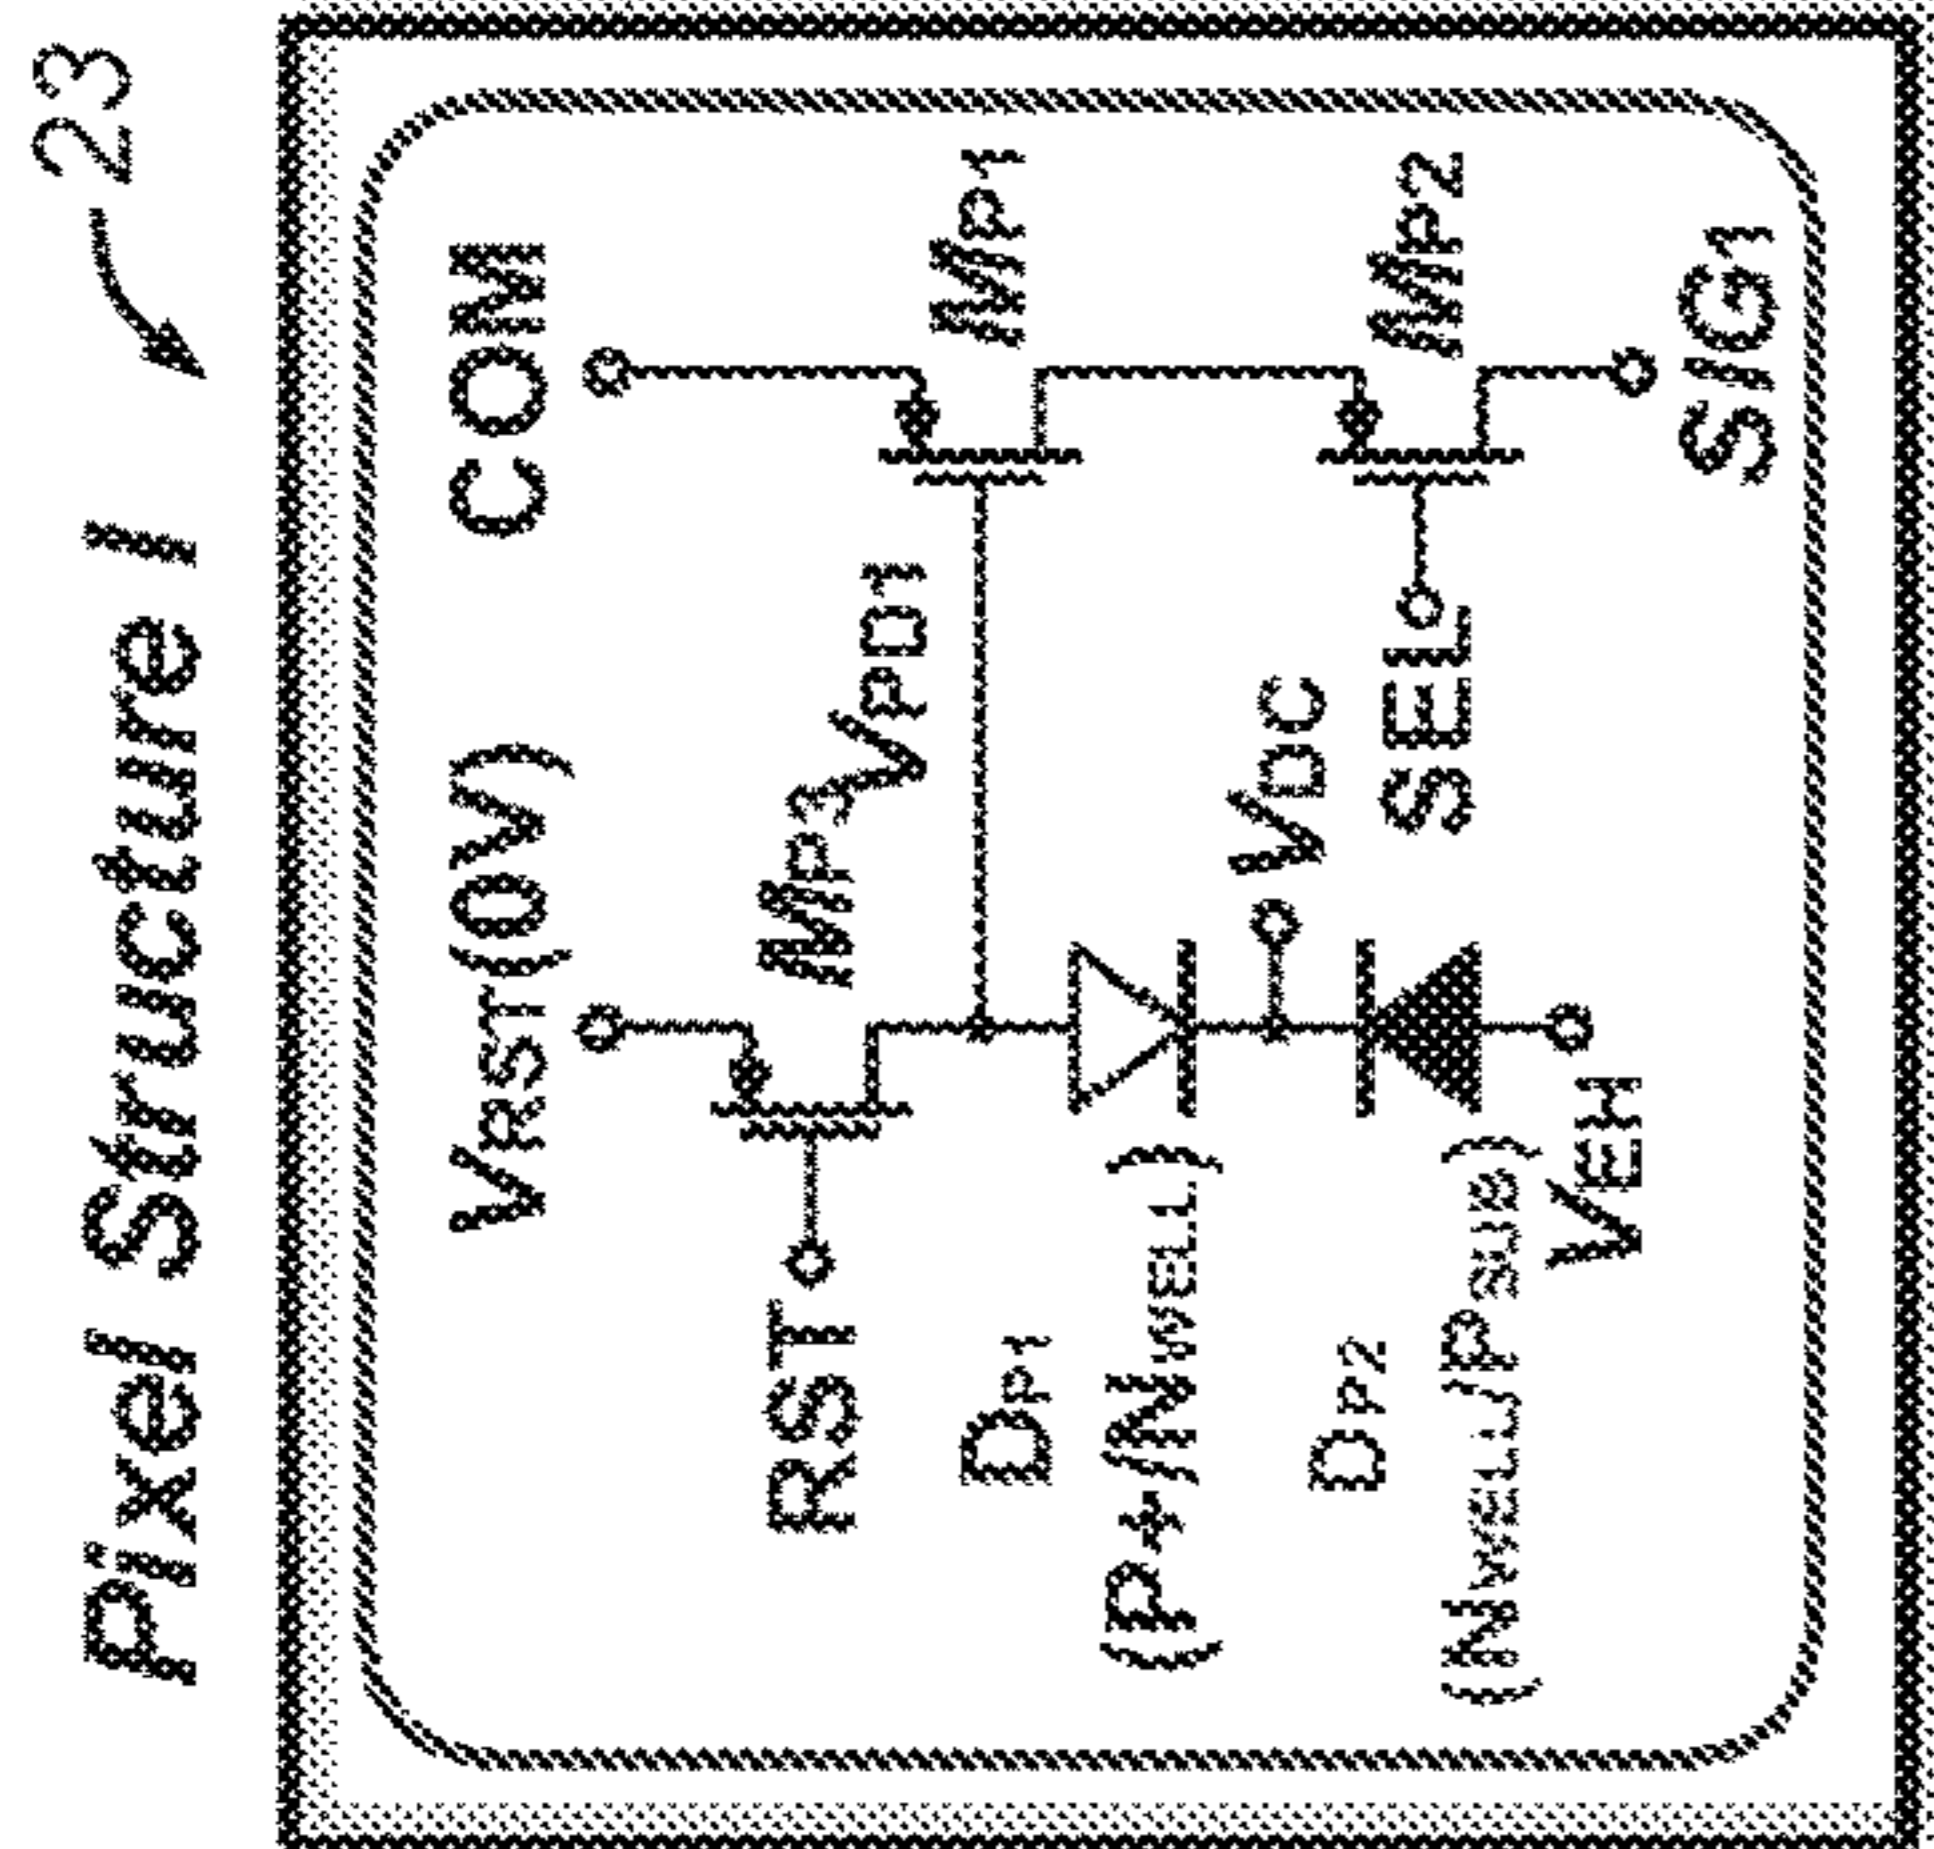 23
Pixel Structure I
VRST(0V) COM
RST MP3
VPD1
MP1
DP1
(P+/NWELL)
VDC
DP2
SEL MP2
(NWELL/PSUB)
VEH
SIG1